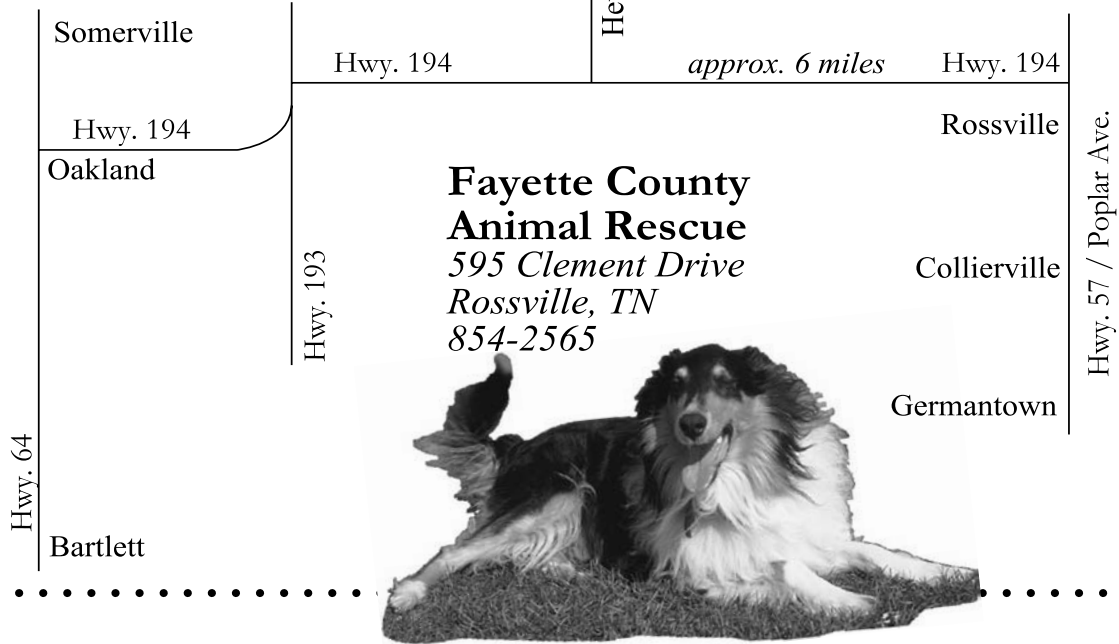 Somerville
Hwy. 194
approx. 6 miles
Hwy. 194
Hwy. 194
Oakland
Rossville
Fayette County
Animal Rescue
595 Clement Drive
Rossville, TN
854-2565
Hwy. 193
Collierville
Hwy. 57 / Poplar Ave.
Germantown
Hwy. 64
Bartlett